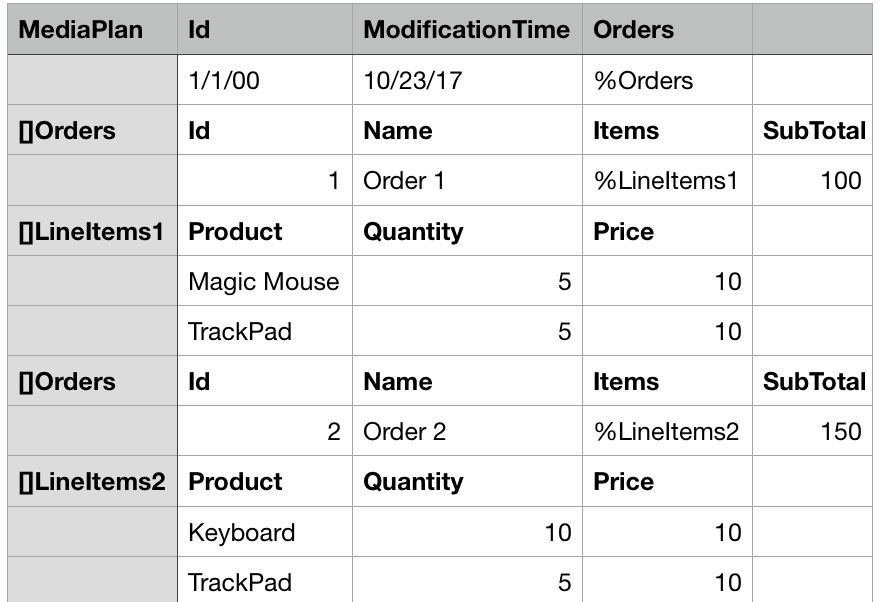 MediaPlan Id ModificationTime Orders
1/1/00 10/23/17 %Orders
[]Orders Id Name Items SubTotal
1 Order 1 %LineItems1 100
[]LineItems1 Product Quantity Price
Magic Mouse 5 10
TrackPad 5 10
[]Orders Id Name Items SubTotal
2 Order 2 %LineItems2 150
[]LineItems2 Product Quantity Price
Keyboard 10 10
TrackPad 5 10